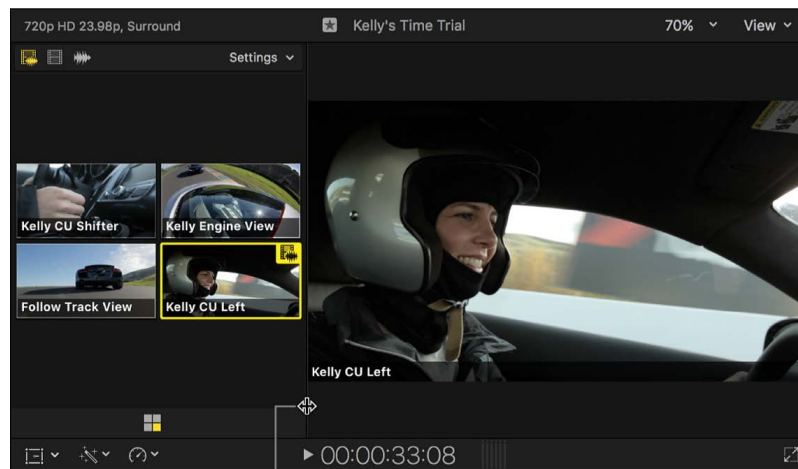 720p HD 23.98p, Surround
Kelly's Time Trial
70%
View
Settings
Kelly CU Shifter
Kelly Engine View
Follow Track View
Kelly CU Left
Kelly CU Left
00:00:33:08